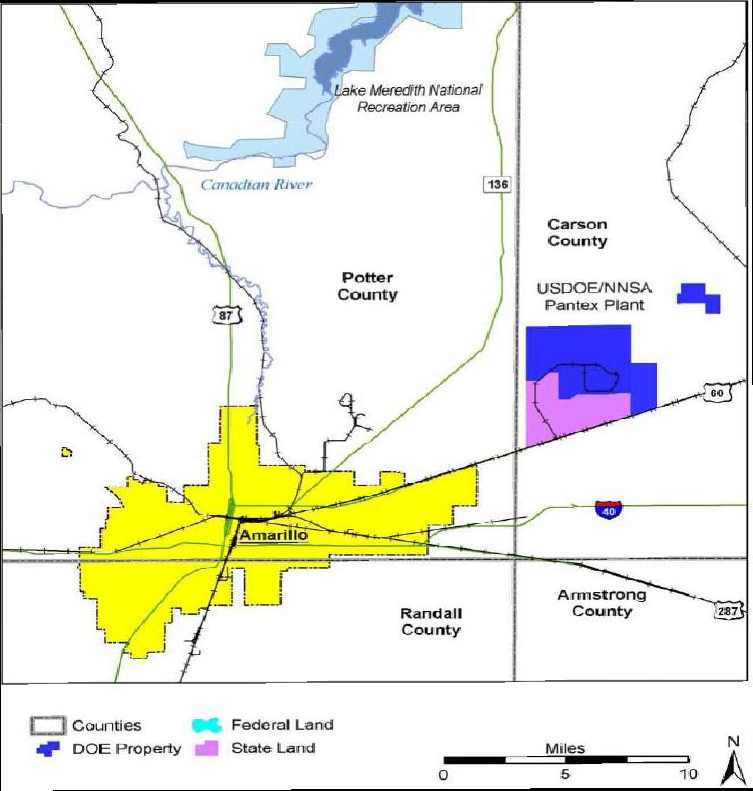 Lake Meredith National
Recreation Area
Canadian River
136
Carson
County
Potter
County
USDOE/NNSA
Pantex Plant
87
60
40
Amarillo
Randall
County
Armstrong
County
287
Counties
Federal Land
DOE Property
State Land
Miles
0 5 10
N